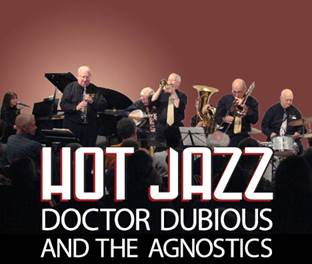 HOT JAZZ
DOCTOR DUBIOUS
AND THE AGNOSTICS